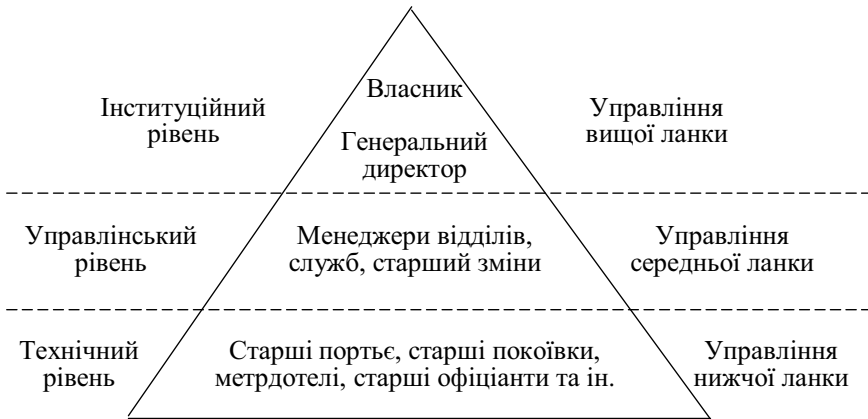 Інституційний
рівень
Власник
Генеральний
директор
Управління
вищої ланки
Управлінський
рівень
Менеджери відділів,
служб, старший зміни
Управління
середньої ланки
Технічний
рівень
Старші портьє, старші покоївки,
метрдотелі, старші офіціанти та ін.
Управління
нижчої ланки